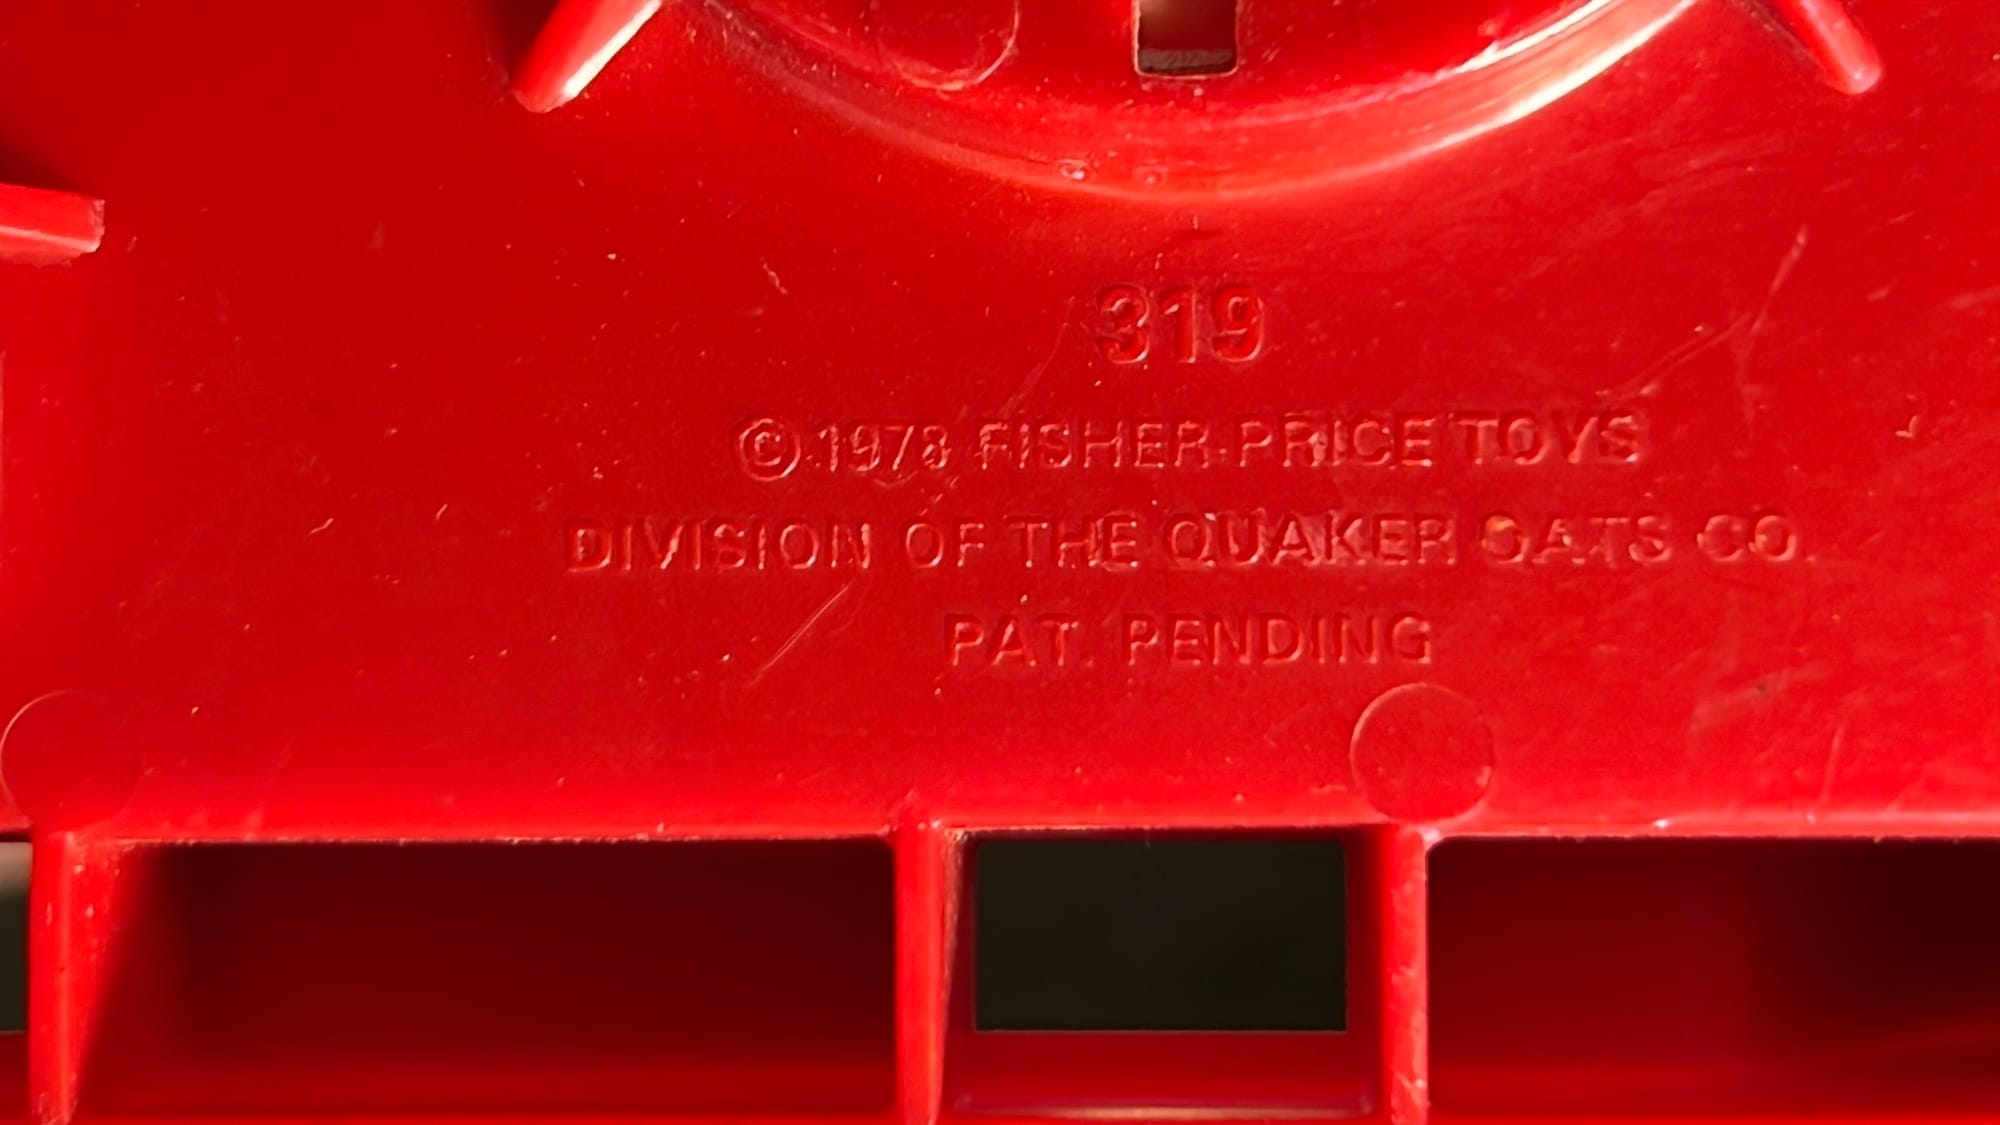 319
© 1978 FISHER-PRICE TOYS
DIVISION OF THE QUAKER OATS CO.
PAT. PENDING